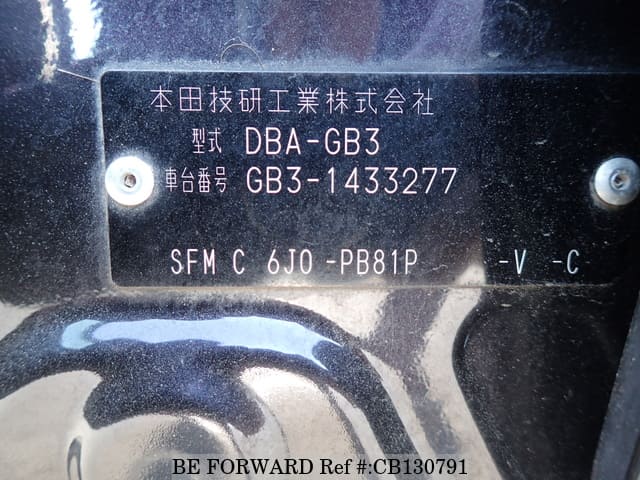 本田技研工業株式会社
型式 DBA-GB3
車台番号 GB3-1433277
SFM C 6J0 -PB81P -V -C
BE FORWARD Ref #:CB130791